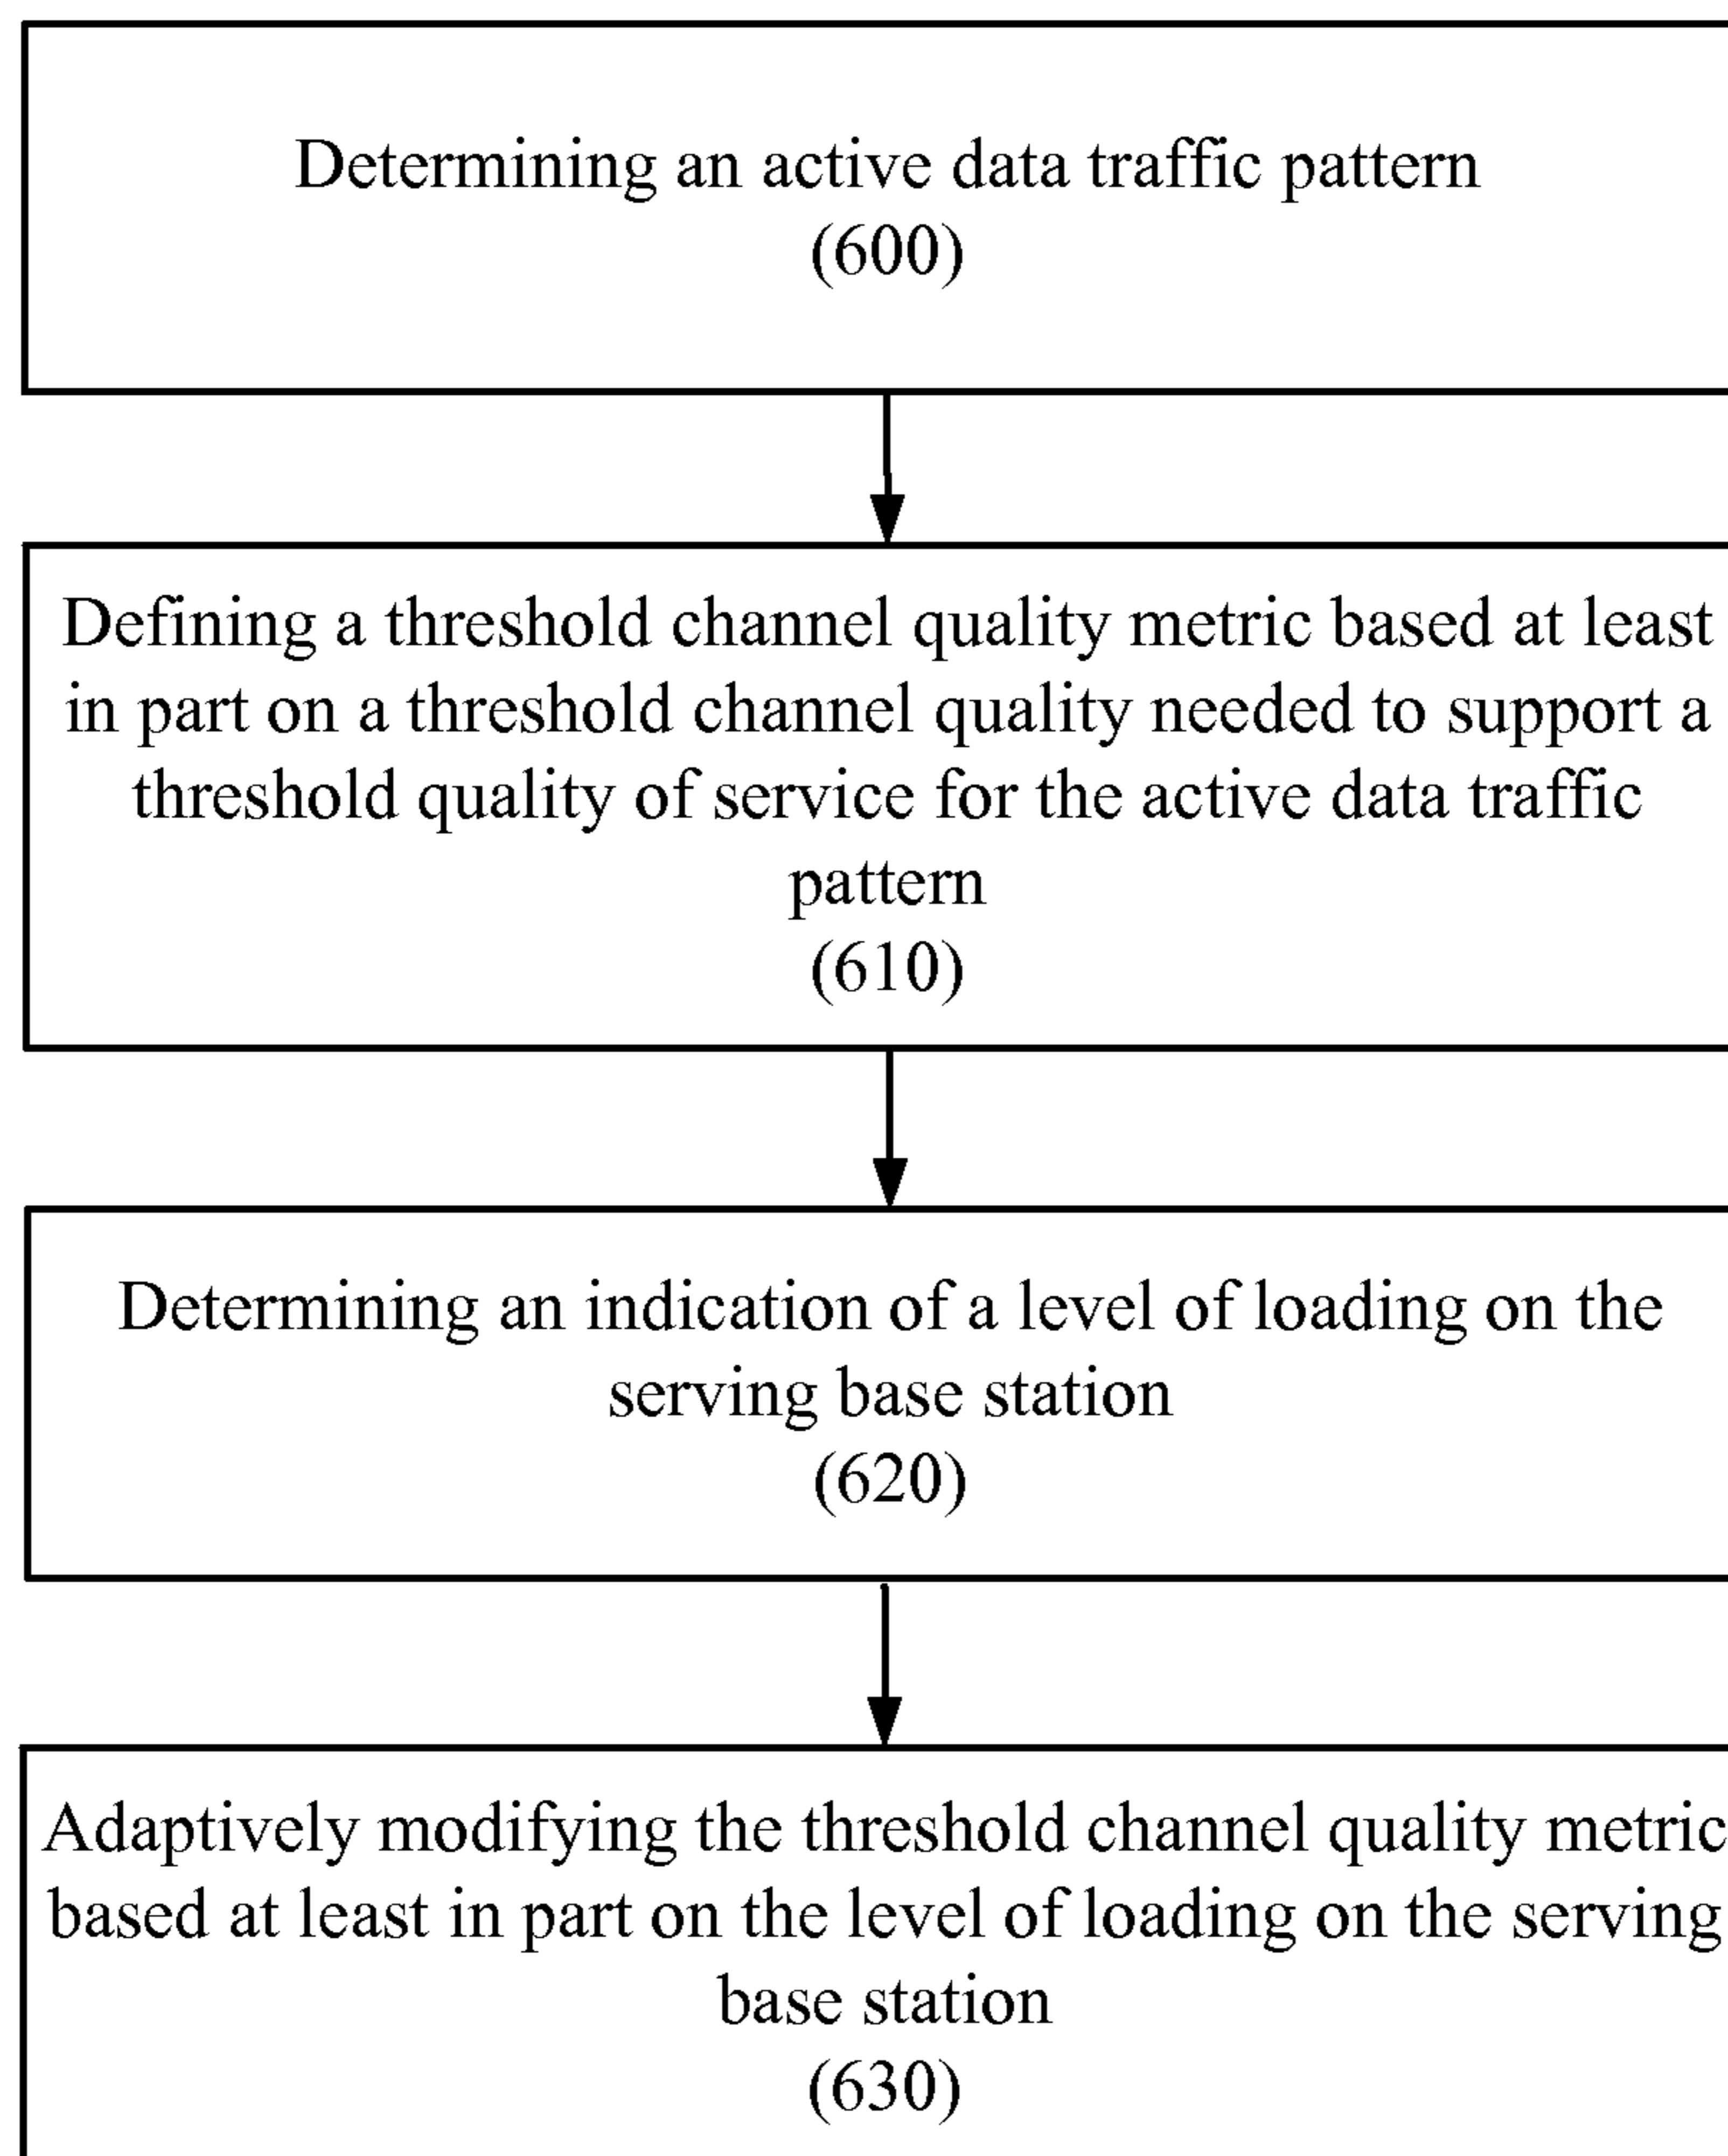 Determining an active data traffic pattern
(600)
Defining a threshold channel quality metric based at least
in part on a threshold channel quality needed to support a
threshold quality of service for the active data traffic
pattern
(610)
Determining an indication of a level of loading on the
serving base station
(620)
Adaptively modifying the threshold channel quality metric
based at least in part on the level of loading on the serving
base station
(630)